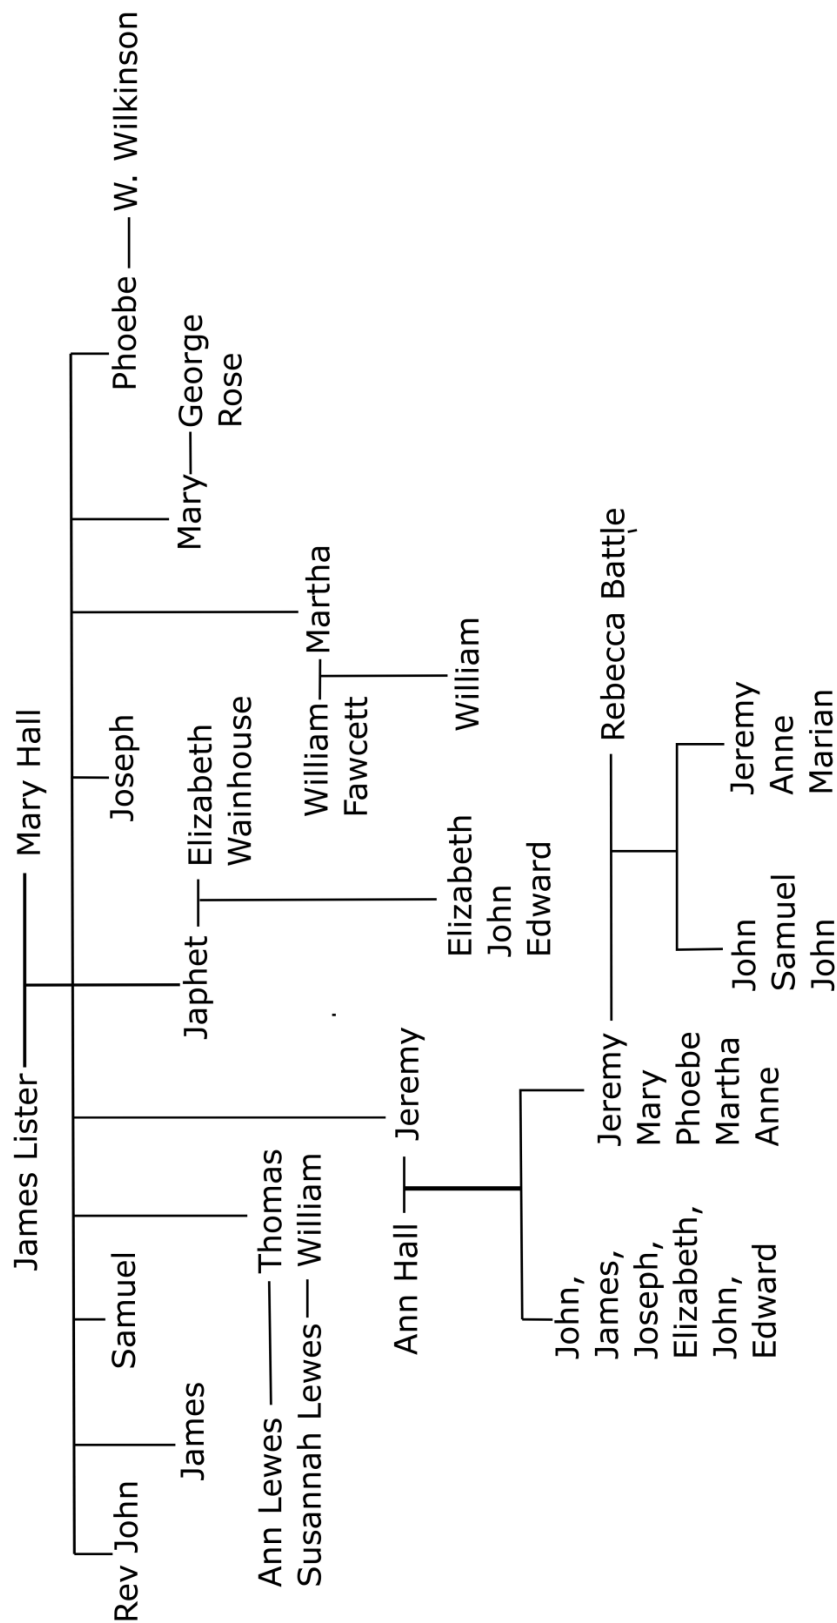 James Lister
Mary Hall
Rev John
Samuel
Joseph
Phoebe
W. Wilkinson
James
Japhet
Elizabeth
Wainhouse
Mary
George
Rose
Ann Lewes
Thomas
Susannah Lewes
William
William
Fawcett
Martha
Ann Hall
Jeremy
Elizabeth
John
Edward
William
John,
James,
Joseph,
Elizabeth,
John,
Edward
Jeremy
Mary
Phoebe
Martha
Anne
Rebecca Battle
John
Samuel
John
Jeremy
Anne
Marian